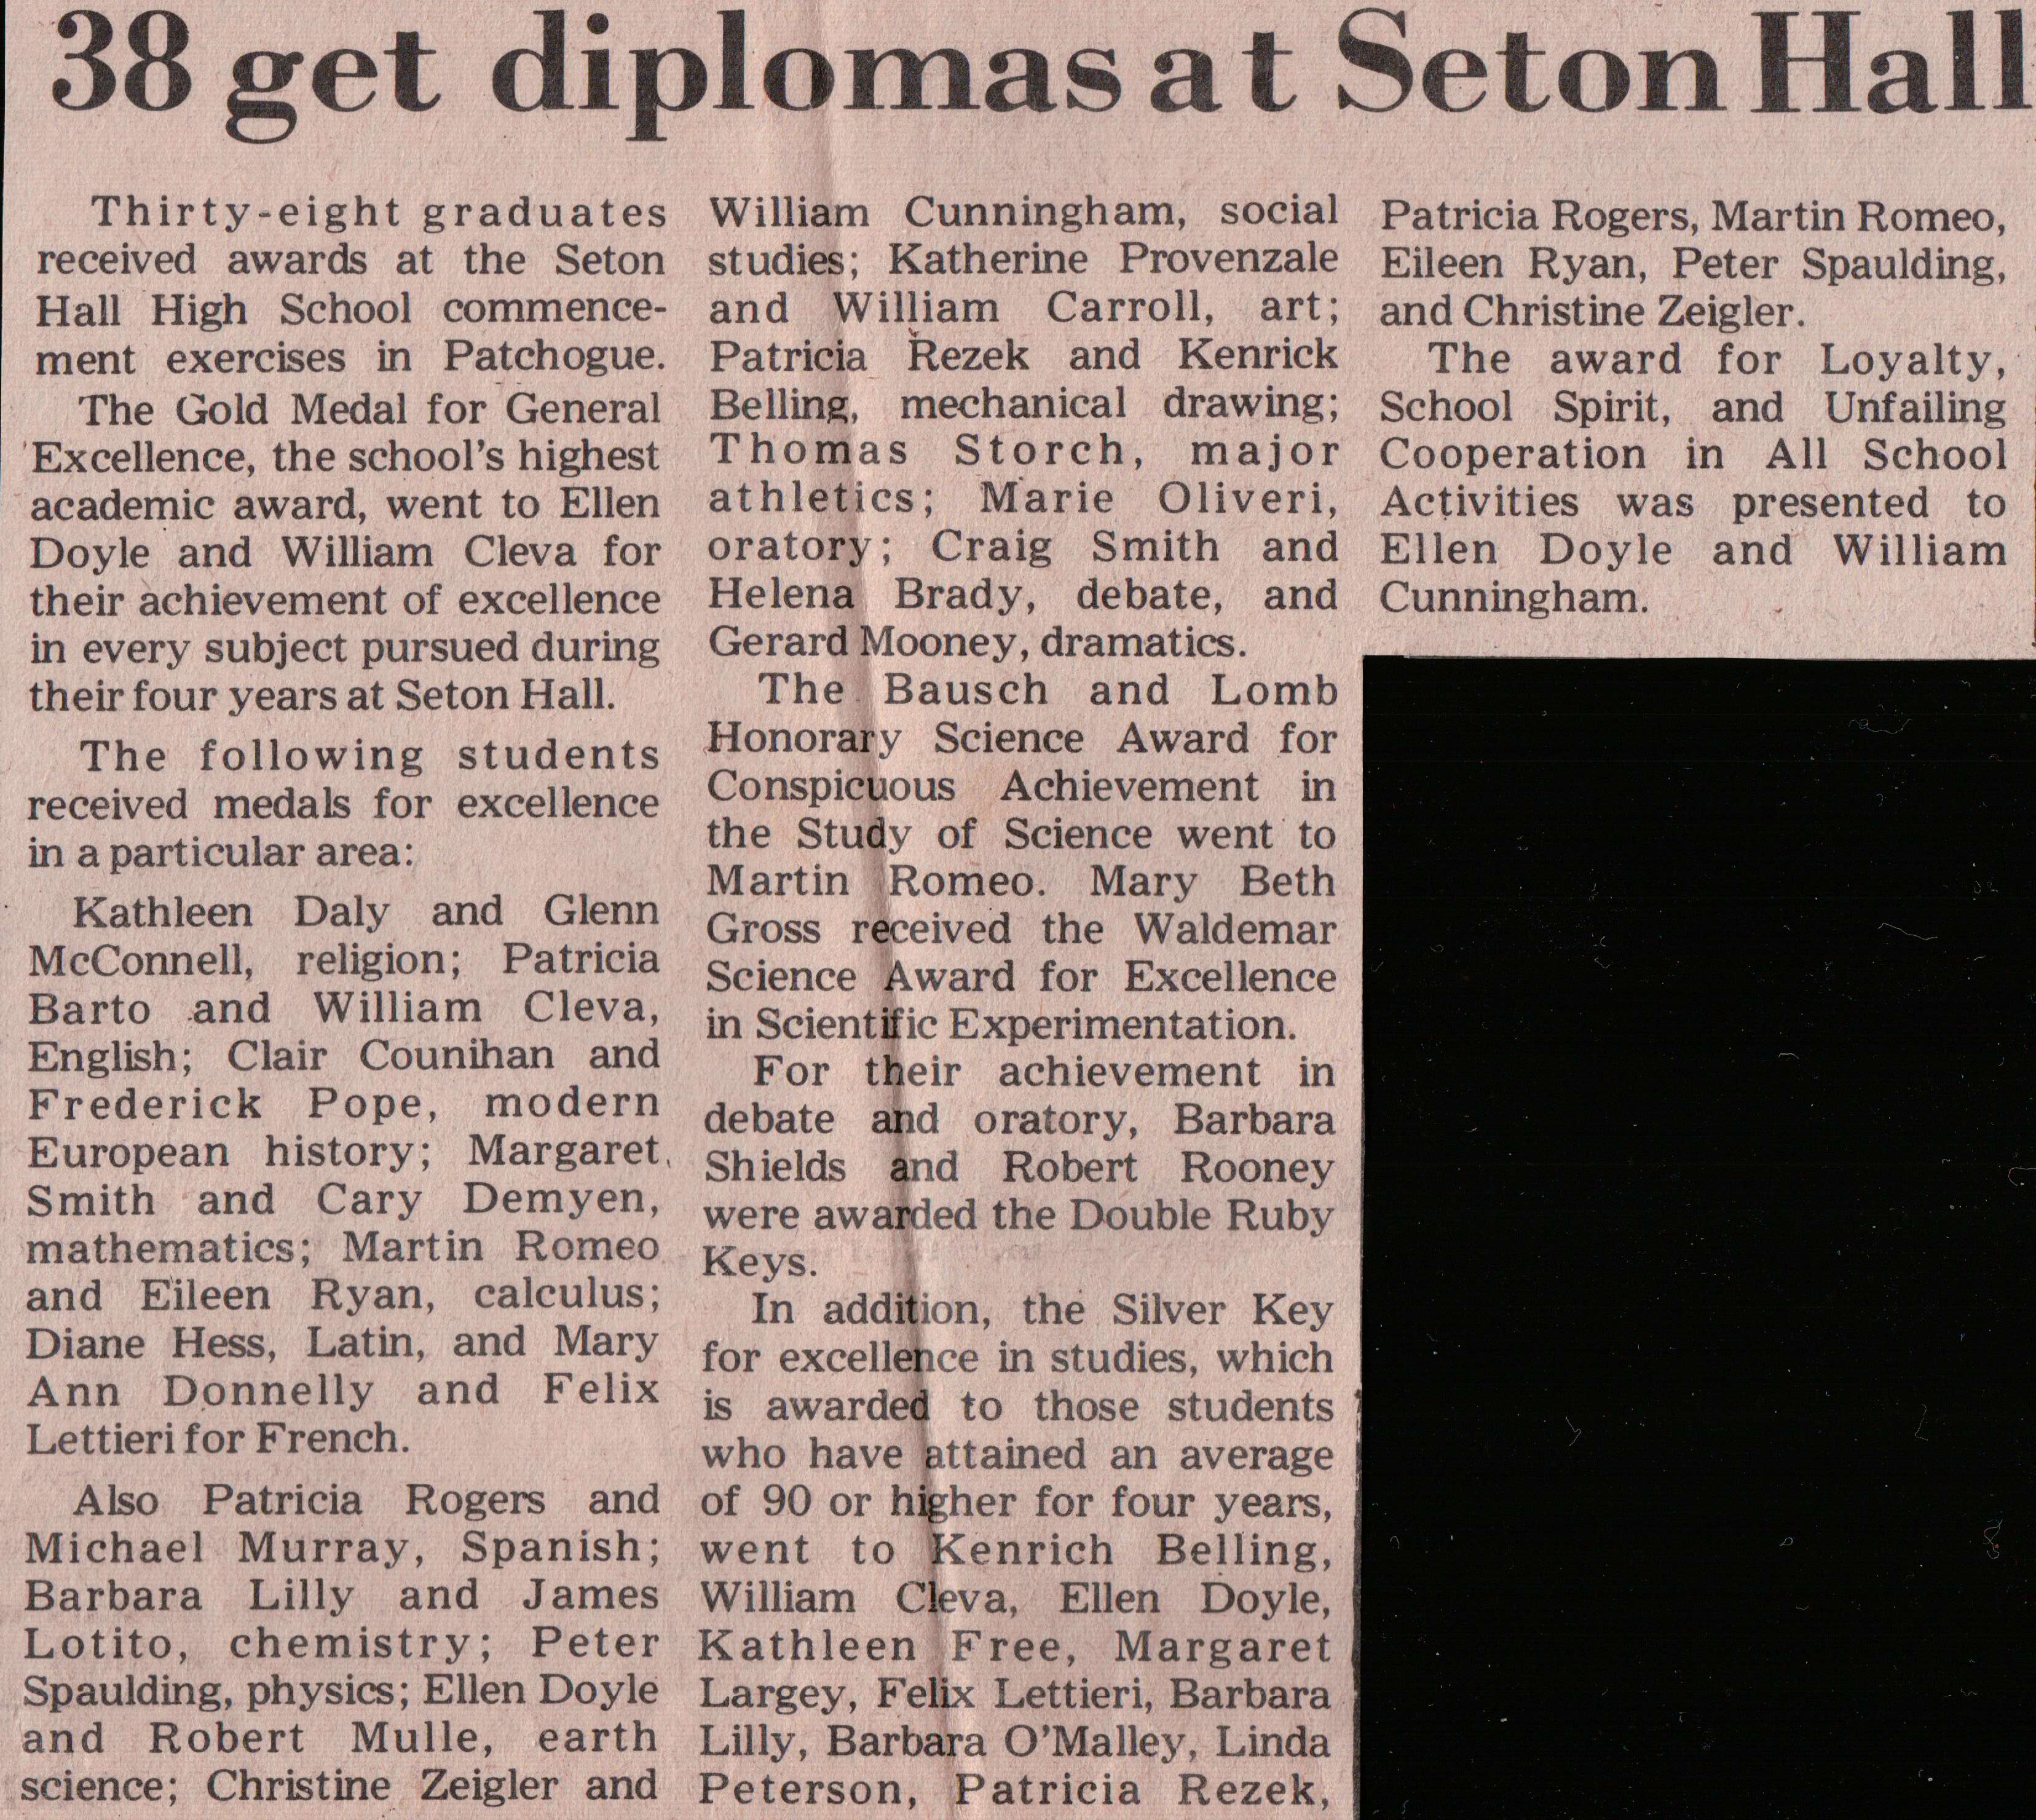 38 get diplomas at Seton Hall
Thirty-eight graduates
received awards at the Seton
Hall High School commence-
ment exercises in Patchogue.
The Gold Medal for General
Excellence, the school's highest
academic award, went to Ellen
Doyle and William Cleva for
their achievement of excellence
in every subject pursued during
their four years at Seton Hall.
The following students
received medals for excellence
in a particular area:
Kathleen Daly and Glenn
McConnell, religion; Patricia
Barto and William Cleva,
English; Clair Counihan and
Frederick Pope, modern
European history; Margaret
Smith and Cary Demyen,
mathematics; Martin Romeo
and Eileen Ryan, calculus;
Diane Hess, Latin, and Mary
Ann Donnelly and Felix
Lettieri for French.
Also Patricia Rogers and
Michael Murray, Spanish;
Barbara Lilly and James
Lotito, chemistry; Peter
Spaulding, physics; Ellen Doyle
and Robert Mulle, earth
science; Christine Zeigler and
William Cunningham, social
studies; Katherine Provenzale
and William Carroll, art;
Patricia Rezek and Kenrick
Belling, mechanical drawing;
Thomas Storch, major
athletics; Marie Oliveri,
oratory; Craig Smith and
Helena Brady, debate, and
Gerard Mooney, dramatics.
The Bausch and Lomb
Honorary Science Award for
Conspicuous Achievement in
the Study of Science went to
Martin Romeo. Mary Beth
Gross received the Waldemar
Science Award for Excellence
in Scientific Experimentation.
For their achievement in
debate and oratory, Barbara
Shields and Robert Rooney
were awarded the Double Ruby
Keys.
In addition, the Silver Key
for excellence in studies, which
is awarded to those students
who have attained an average
of 90 or higher for four years,
went to Kenrich Belling,
William Cleva, Ellen Doyle,
Kathleen Free, Margaret
Largey, Felix Lettieri, Barbara
Lilly, Barbara O'Malley, Linda
Peterson, Patricia Rezek,
Patricia Rogers, Martin Romeo,
Eileen Ryan, Peter Spaulding,
and Christine Zeigler.
The award for Loyalty,
School Spirit, and Unfailing
Cooperation in All School
Activities was presented to
Ellen Doyle and William
Cunningham.